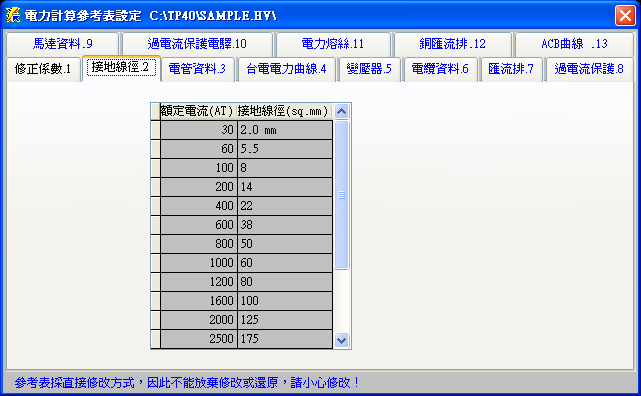 電力計算參考表設定 C:\TP40\SAMPLE.HV\
馬達資料.9 過電流保護電驛.10 電力熔絲.11 銅匯流排.12 ACB曲線 .13
修正係數.1 接地線徑.2 電管資料.3 台電電力曲線.4 變壓器.5 電纜資料.6 匯流排.7 過電流保護.8
額定電流(AT) 接地線徑(sq.mm)
30 2.0 mm
60 5.5
100 8
200 14
400 22
600 38
800 50
1000 60
1200 80
1600 100
2000 125
2500 175
參考表採直接修改方式，因此不能放棄修改或還原，請小心修改！